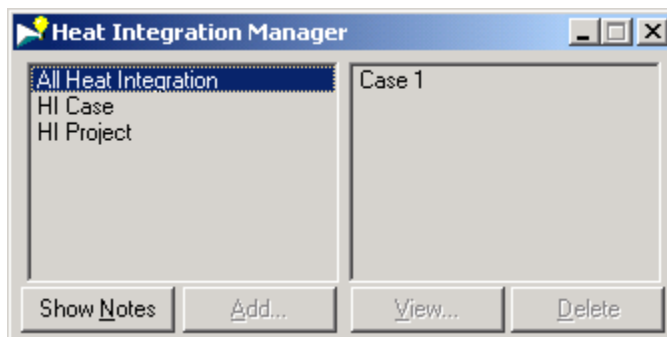 Heat Integration Manager
All Heat Integration
HI Case
HI Project
Case 1
Show Notes
Add...
View...
Delete